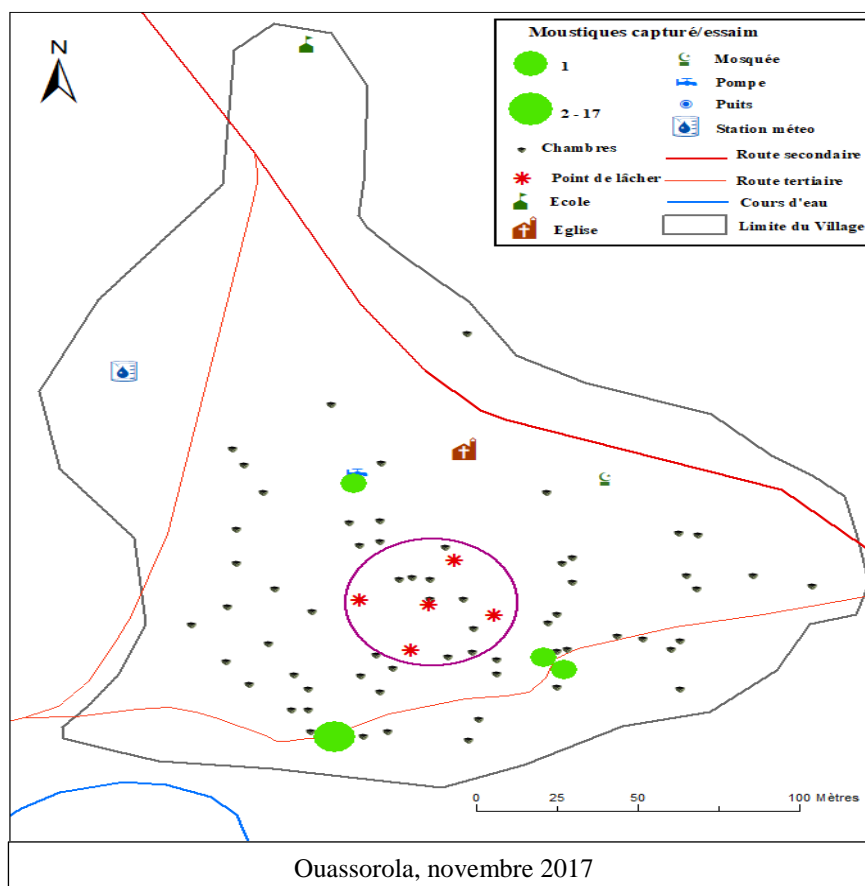 N
Moustiques capturé/essaim
1
2 - 17
Chambres
Point de lâcher
Ecole
Eglise
Mosquée
Pompe
Puits
Station méteo
Route secondaire
Route tertiaire
Cours d'eau
Limite du Village
0 25 50 100 Mètres
Ouassorola, novembre 2017